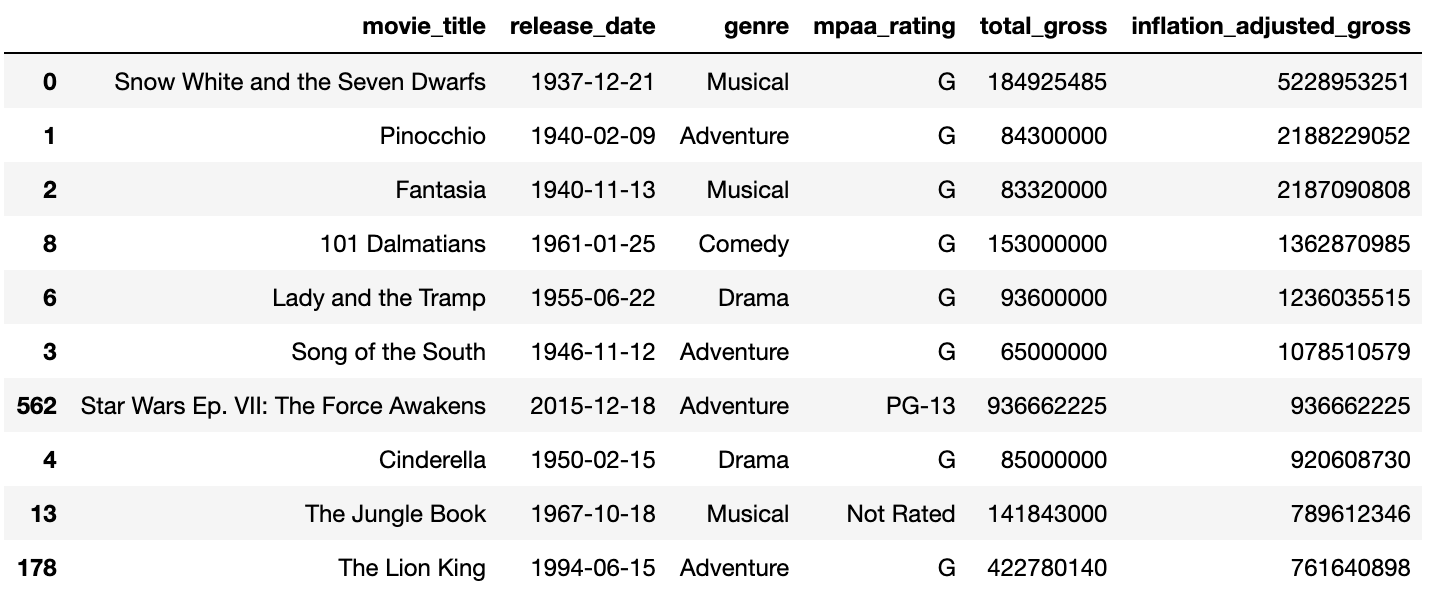 movie_title release_date genre mpaa_rating total_gross inflation_adjusted_gross
0 Snow White and the Seven Dwarfs 1937-12-21 Musical G 184925485 5228953251
1 Pinocchio 1940-02-09 Adventure G 84300000 2188229052
2 Fantasia 1940-11-13 Musical G 83320000 2187090808
8 101 Dalmatians 1961-01-25 Comedy G 153000000 1362870985
6 Lady and the Tramp 1955-06-22 Drama G 93600000 1236035515
3 Song of the South 1946-11-12 Adventure G 65000000 1078510579
562 Star Wars Ep. VII: The Force Awakens 2015-12-18 Adventure PG-13 936662225 936662225
4 Cinderella 1950-02-15 Drama G 85000000 920608730
13 The Jungle Book 1967-10-18 Musical Not Rated 141843000 789612346
178 The Lion King 1994-06-15 Adventure G 422780140 761640898